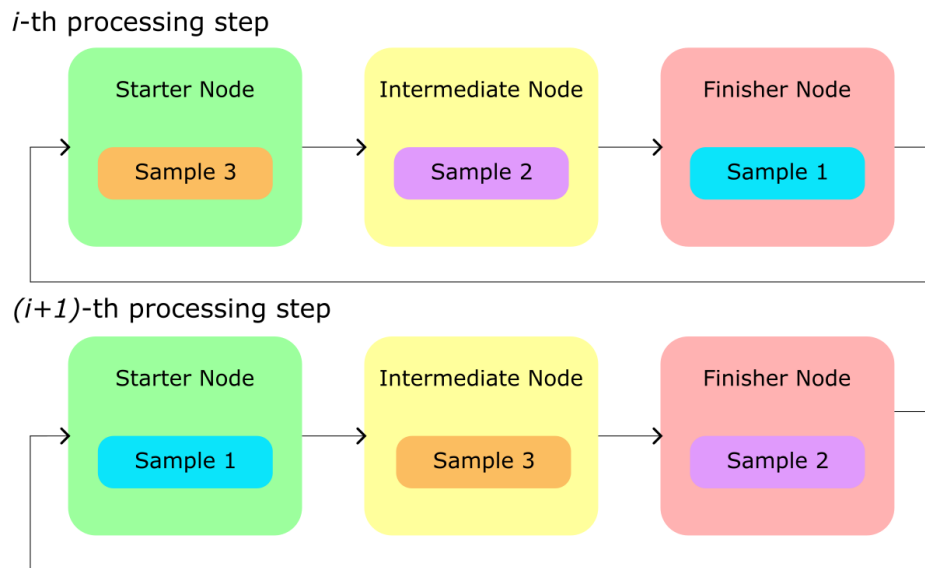 i-th processing step
Starter Node Intermediate Node Finisher Node
Sample 3 Sample 2 Sample 1
(i+1)-th processing step
Starter Node Intermediate Node Finisher Node
Sample 1 Sample 3 Sample 2